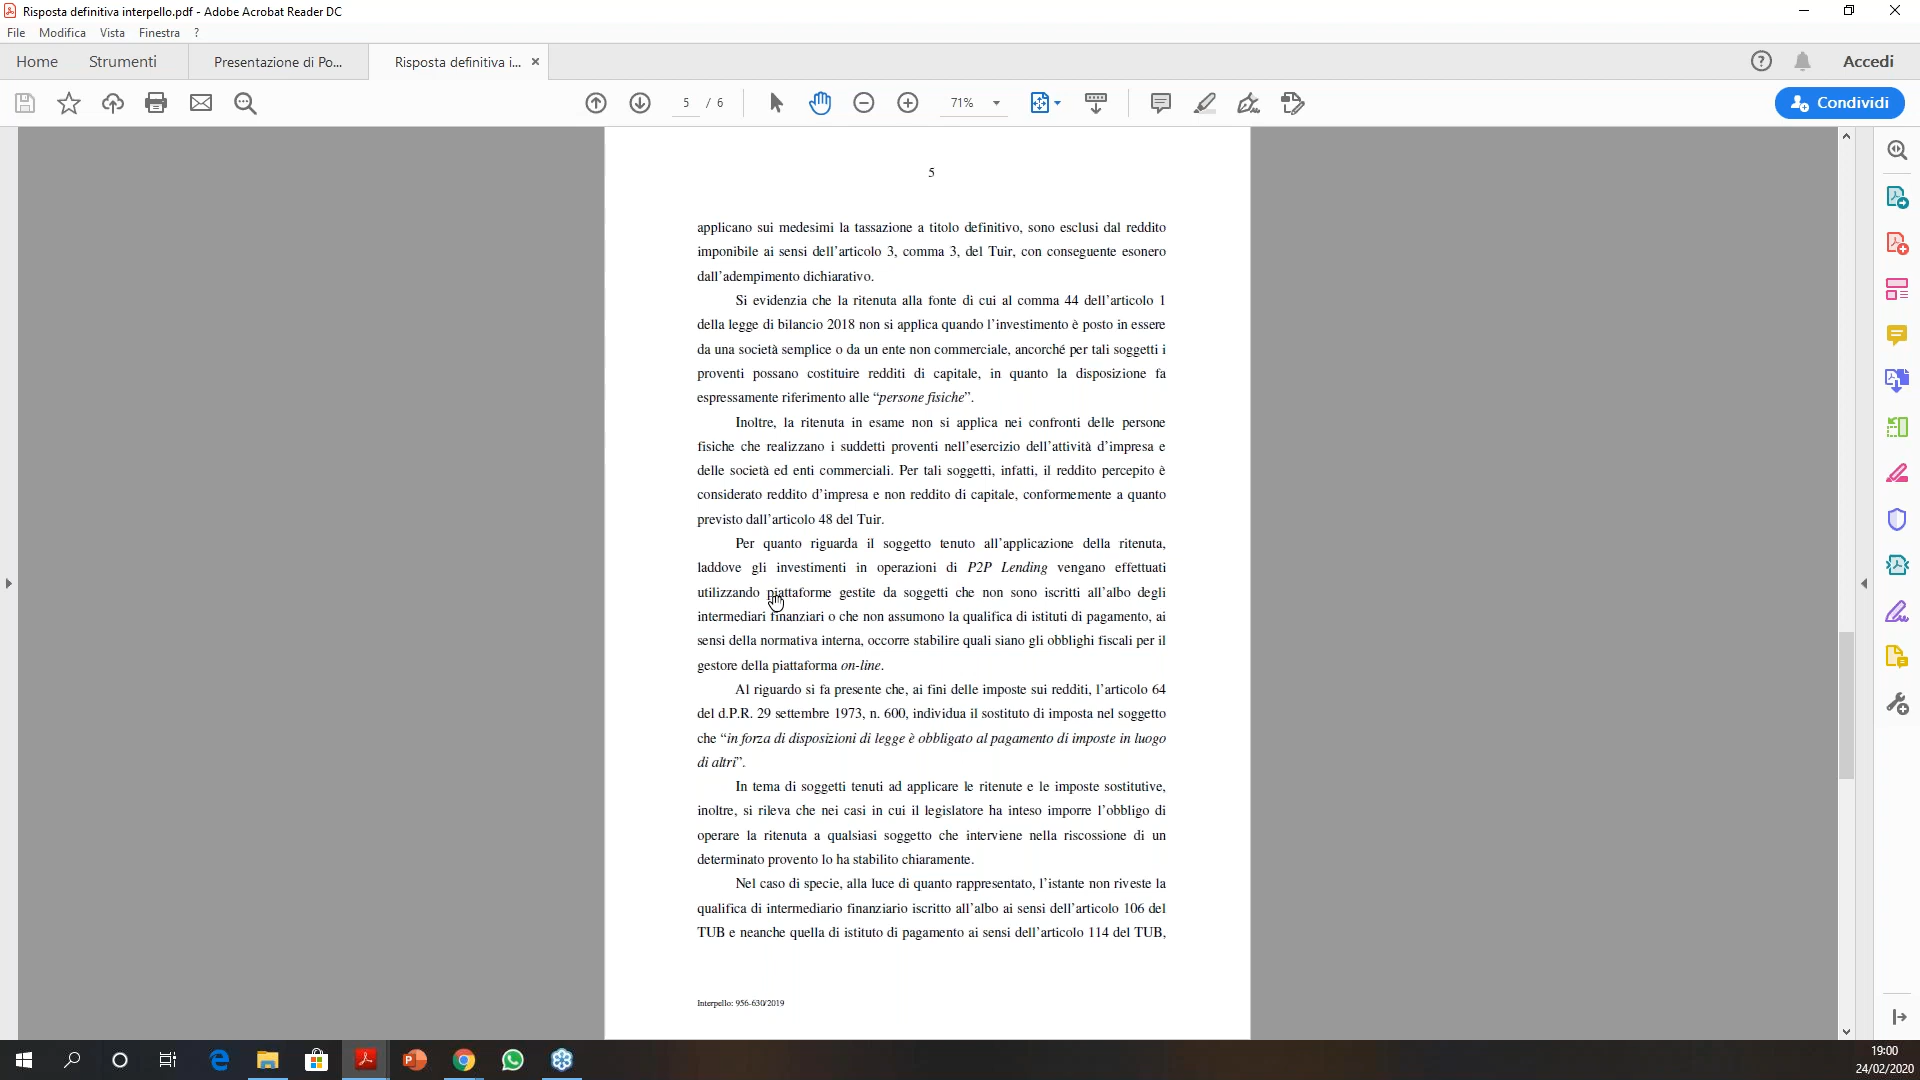 Risposta definitiva interpello.pdf - Adobe Acrobat Reader DC
File Modifica Vista Finestra ?
Home Strumenti Presentazione di Po... Risposta definitiva i... × Accedi
5 / 6 71% Condividi
5
applicano sui medesimi la tassazione a titolo definitivo, sono esclusi dal reddito
imponibile ai sensi dell'articolo 3, comma 3, del Tuir, con conseguente esonero
dall'adempimento dichiarativo.
Si evidenzia che la ritenuta alla fonte di cui al comma 44 dell'articolo 1
della legge di bilancio 2018 non si applica quando l'investimento è posto in essere
da una società semplice o da un ente non commerciale, ancorché per tali soggetti i
proventi possano costituire redditi di capitale, in quanto la disposizione fa
espressamente riferimento alle “persone fisiche”.
Inoltre, la ritenuta in esame non si applica nei confronti delle persone
fisiche che realizzano i suddetti proventi nell'esercizio dell'attività d'impresa e
delle società ed enti commerciali. Per tali soggetti, infatti, il reddito percepito è
considerato reddito d'impresa e non reddito di capitale, conformemente a quanto
previsto dall'articolo 48 del Tuir.
Per quanto riguarda il soggetto tenuto all'applicazione della ritenuta,
laddove gli investimenti in operazioni di P2P Lending vengano effettuati
utilizzando piattaforme gestite da soggetti che non sono iscritti all'albo degli
intermediari finanziari o che non assumono la qualifica di istituti di pagamento, ai
sensi della normativa interna, occorre stabilire quali siano gli obblighi fiscali per il
gestore della piattaforma on-line.
Al riguardo si fa presente che, ai fini delle imposte sui redditi, l'articolo 64
del d.P.R. 29 settembre 1973, n. 600, individua il sostituto di imposta nel soggetto
che “in forza di disposizioni di legge è obbligato al pagamento di imposte in luogo
di altri”.
In tema di soggetti tenuti ad applicare le ritenute e le imposte sostitutive,
inoltre, si rileva che nei casi in cui il legislatore ha inteso imporre l'obbligo di
operare la ritenuta a qualsiasi soggetto che interviene nella riscossione di un
determinato provento lo ha stabilito chiaramente.
Nel caso di specie, alla luce di quanto rappresentato, l'istante non riveste la
qualifica di intermediario finanziario iscritto all'albo ai sensi dell'articolo 106 del
TUB e neanche quella di istituto di pagamento ai sensi dell'articolo 114 del TUB,
Interpello: 956-630/2019
19:00
24/02/2020